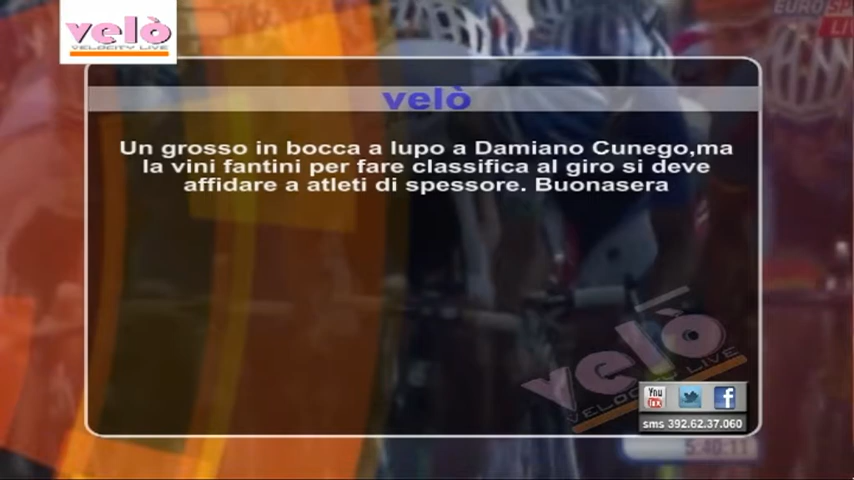 velò
VELOCITY LIVE
EUROSP
LI
velò
Un grosso in bocca a lupo a Damiano Cunego,ma
la vini fantini per fare classifica al giro si deve
affidare a atleti di spessore. Buonasera
velò
VELOCITY LIVE
sms 392.62.37.060
5:40:11